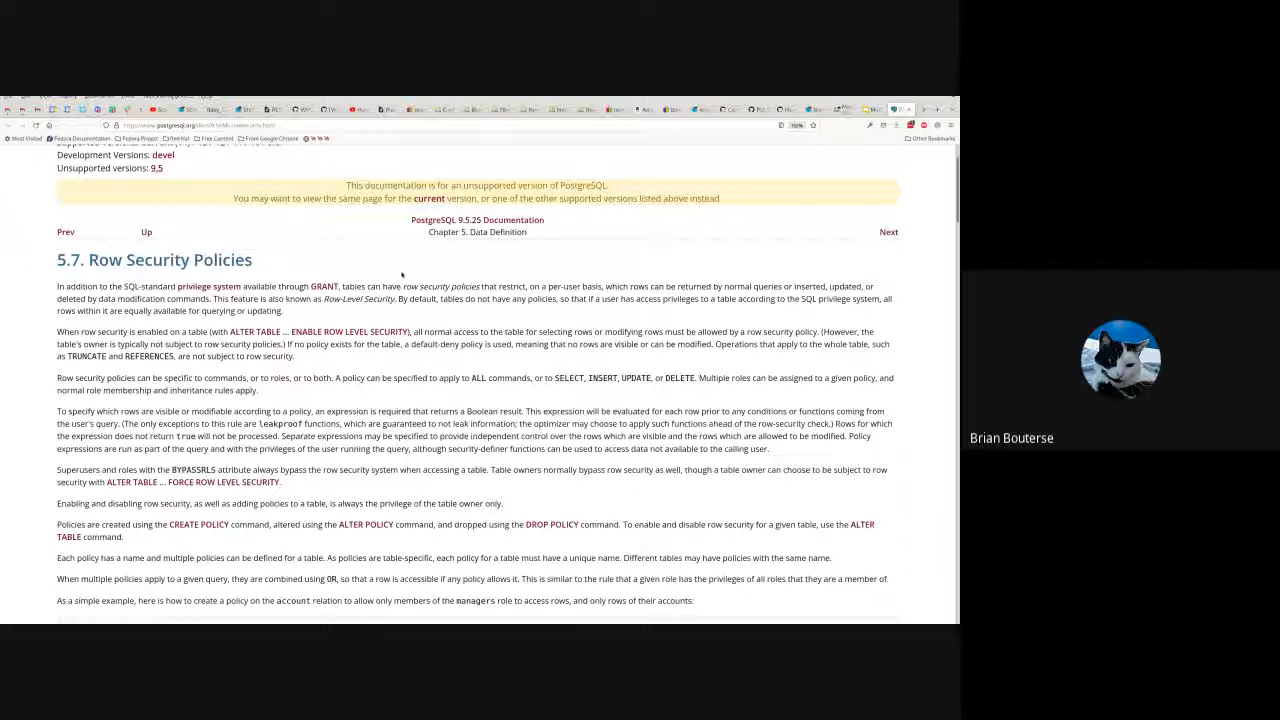 https://www.postgresql.org/docs/9.5/ddl-rowsecurity.html
150%
Most Visited Fedora Documentation Fedora Project Red Hat Free Content From Google Chrome Other Bookmarks
Development Versions: devel
Unsupported versions: 9.5
This documentation is for an unsupported version of PostgreSQL.
You may want to view the same page for the current version, or one of the other supported versions listed above instead
PostgreSQL 9.5.25 Documentation
Prev Up Chapter 5. Data Definition Next
5.7. Row Security Policies
In addition to the SQL-standard privilege system available through GRANT, tables can have row security policies that restrict, on a per-user basis, which rows can be returned by normal queries or inserted, updated, or
deleted by data modification commands. This feature is also known as Row-Level Security. By default, tables do not have any policies, so that if a user has access privileges to a table according to the SQL privilege system, all
rows within it are equally available for querying or updating.
When row security is enabled on a table (with ALTER TABLE ... ENABLE ROW LEVEL SECURITY), all normal access to the table for selecting rows or modifying rows must be allowed by a row security policy. (However, the
table's owner is typically not subject to row security policies.) If no policy exists for the table, a default-deny policy is used, meaning that no rows are visible or can be modified. Operations that apply to the whole table, such
as TRUNCATE and REFERENCES, are not subject to row security.
Row security policies can be specific to commands, or to roles, or to both. A policy can be specified to apply to ALL commands, or to SELECT, INSERT, UPDATE, or DELETE. Multiple roles can be assigned to a given policy, and
normal role membership and inheritance rules apply.
To specify which rows are visible or modifiable according to a policy, an expression is required that returns a Boolean result. This expression will be evaluated for each row prior to any conditions or functions coming from
the user's query. (The only exceptions to this rule are leakproof functions, which are guaranteed to not leak information; the optimizer may choose to apply such functions ahead of the row-security check.) Rows for which
the expression does not return true will not be processed. Separate expressions may be specified to provide independent control over the rows which are visible and the rows which are allowed to be modified. Policy
expressions are run as part of the query and with the privileges of the user running the query, although security-definer functions can be used to access data not available to the calling user.
Superusers and roles with the BYPASSRLS attribute always bypass the row security system when accessing a table. Table owners normally bypass row security as well, though a table owner can choose to be subject to row
security with ALTER TABLE ... FORCE ROW LEVEL SECURITY.
Enabling and disabling row security, as well as adding policies to a table, is always the privilege of the table owner only.
Policies are created using the CREATE POLICY command, altered using the ALTER POLICY command, and dropped using the DROP POLICY command. To enable and disable row security for a given table, use the ALTER
TABLE command.
Each policy has a name and multiple policies can be defined for a table. As policies are table-specific, each policy for a table must have a unique name. Different tables may have policies with the same name.
When multiple policies apply to a given query, they are combined using OR, so that a row is accessible if any policy allows it. This is similar to the rule that a given role has the privileges of all roles that they are a member of.
As a simple example, here is how to create a policy on the account relation to allow only members of the managers role to access rows, and only rows of their accounts:
Brian Bouterse